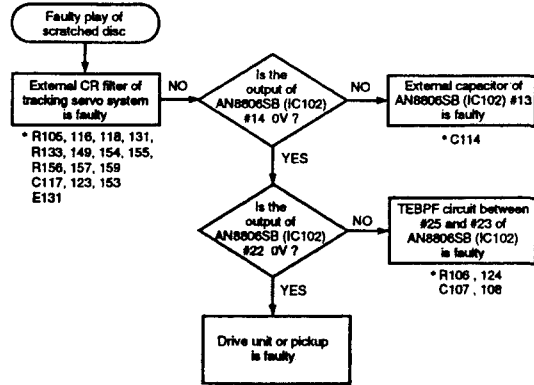 Faulty play of
scratched disc
External CR filter of
tracking servo system
is faulty
* R105, 116, 118, 131,
R133, 149, 154, 155,
R156, 157, 159
C117, 123, 153
E131
NO
Is the
output of
AN8806SB (IC102)
#14 0V ?
NO
External capacitor of
AN8806SB (IC102) #13
is faulty
* C114
YES
Is the
output of
AN8806SB (IC102)
#22 0V ?
NO
TEBPF circuit between
#25 and #23 of
AN8806SB (IC102)
is faulty
* R106 , 124
C107 , 108
YES
Drive unit or pickup
is faulty